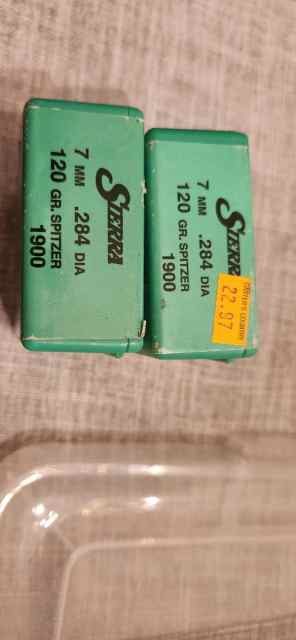 SIERRA
7 MM .284 DIA
120 GR. SPITZER
1900
SIERRA
7 MM .284 DIA
120 GR. SPITZER
1900
22.97